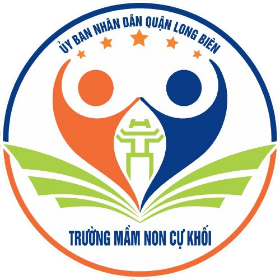 ỦY BAN NHÂN DÂN QUẬN LONG BIÊN
TRƯỜNG MẦM NON CỰ KHỐI